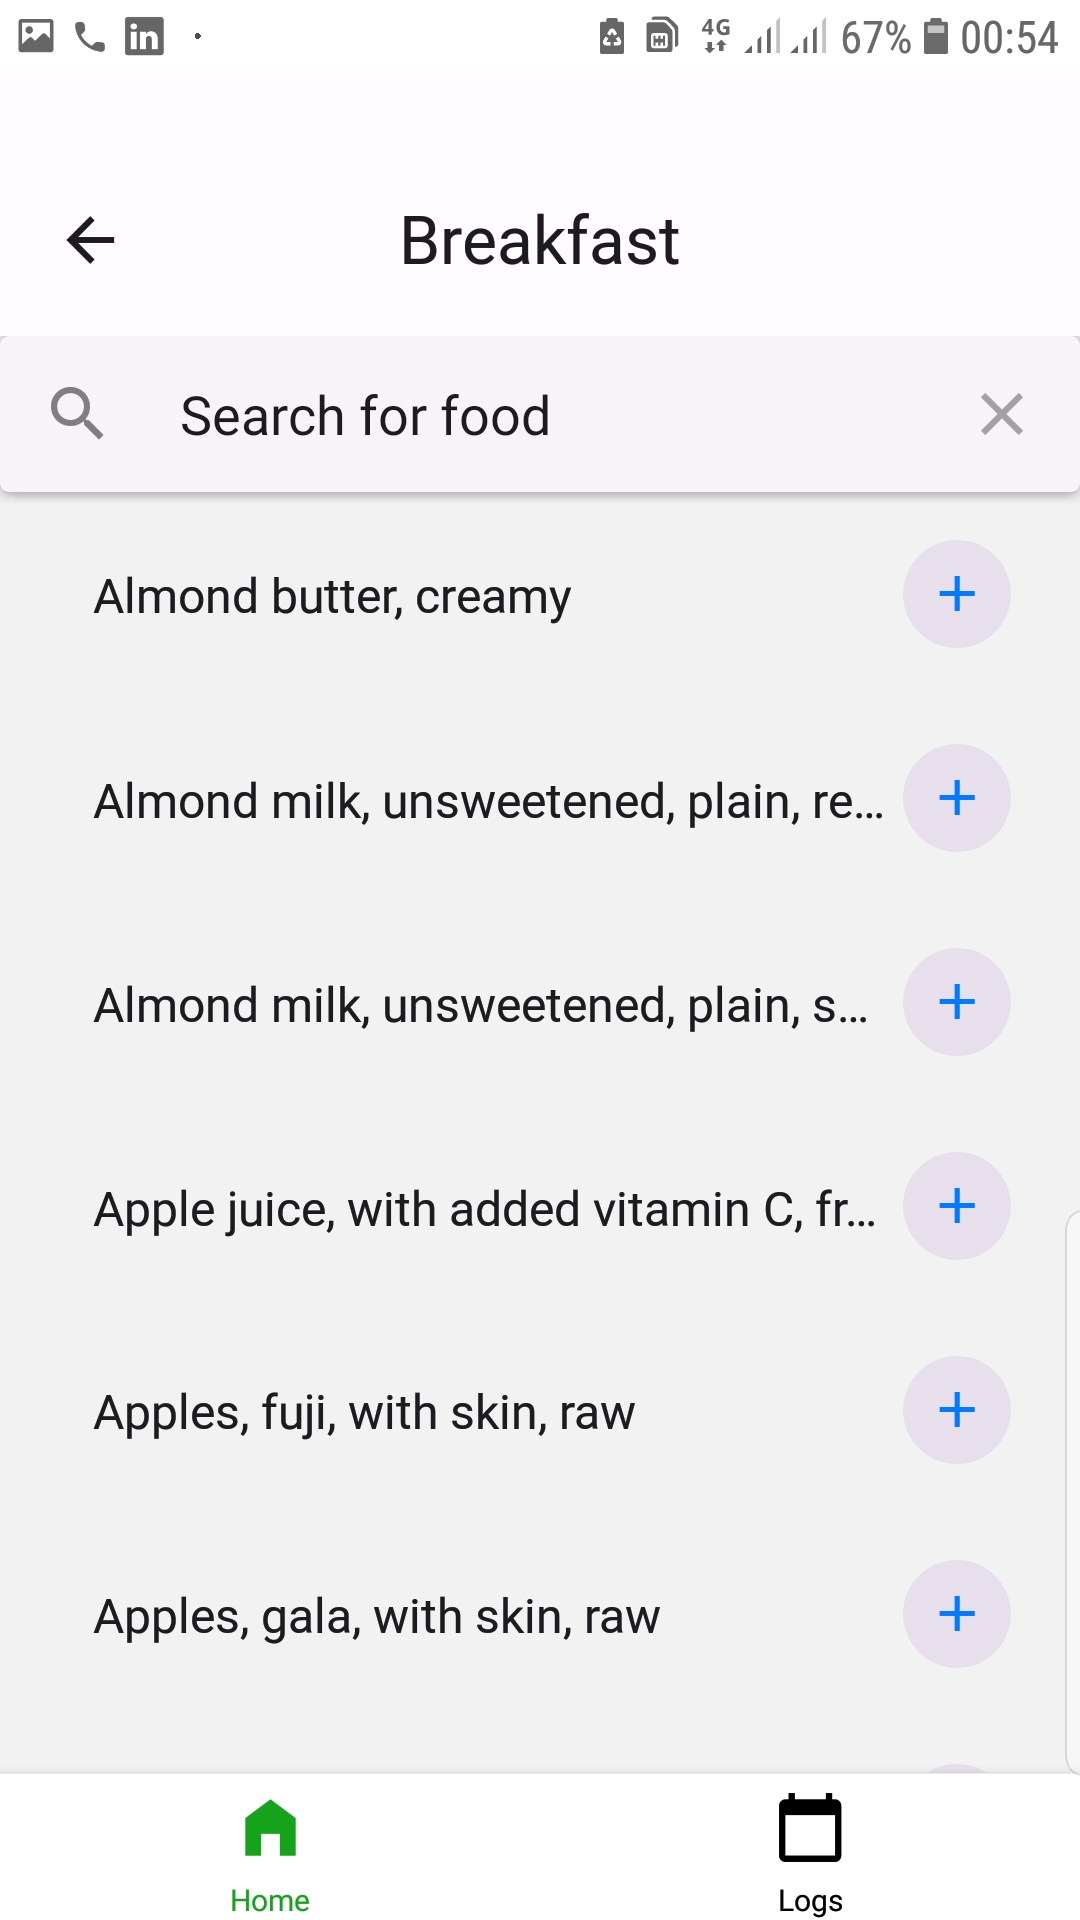 4G 67% 00:54
Breakfast
Search for food
Almond butter, creamy
Almond milk, unsweetened, plain, re...
Almond milk, unsweetened, plain, s...
Apple juice, with added vitamin C, fr...
Apples, fuji, with skin, raw
Apples, gala, with skin, raw
Home
Logs